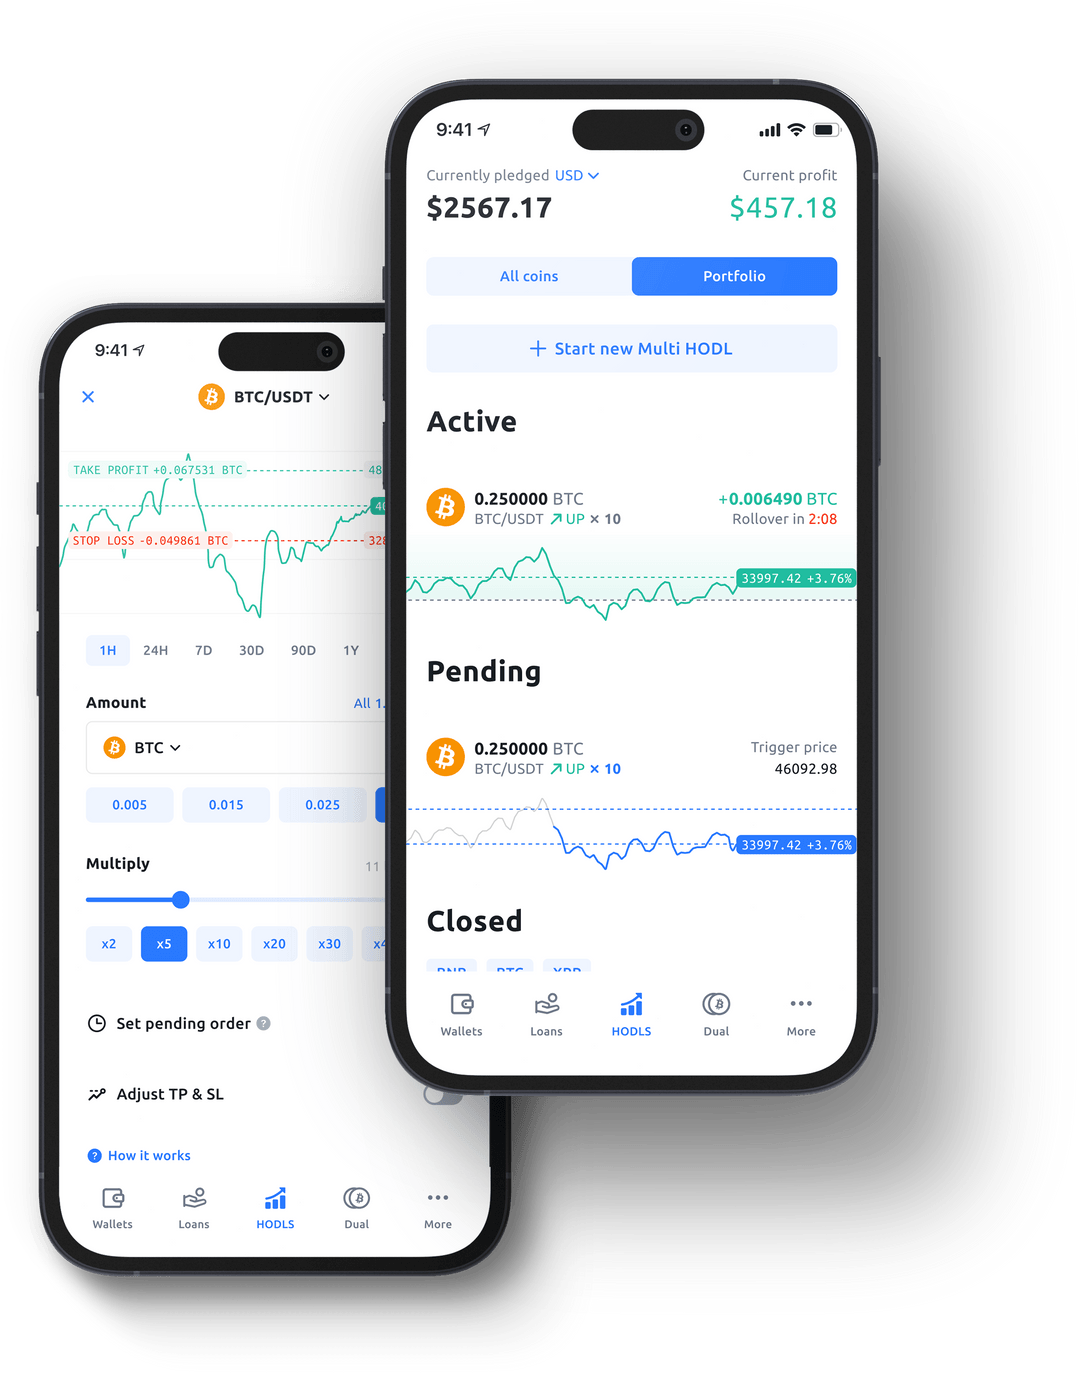 9:41
Currently pledged USD
Current profit
$2567.17
$457.18
All coins
Portfolio
+ Start new Multi HODL
Active
0.250000 BTC
+0.006490 BTC
BTC/USDT UP × 10
Rollover in 2:08
33997.42 +3.76%
Pending
0.250000 BTC
Trigger price
BTC/USDT UP × 10
46092.98
33997.42 +3.76%
Closed
BNB BTC XRP
Wallets
Loans
HODLS
Dual
More
9:41
BTC/USDT
TAKE PROFIT +0.067531 BTC
48
40
STOP LOSS -0.049861 BTC
328
1H 24H 7D 30D 90D 1Y
Amount
All 1.
BTC
0.005 0.015 0.025
Multiply
11
x2 x5 x10 x20 x30 x4
Set pending order ?
Adjust TP & SL
? How it works
Wallets
Loans
HODLS
Dual
More